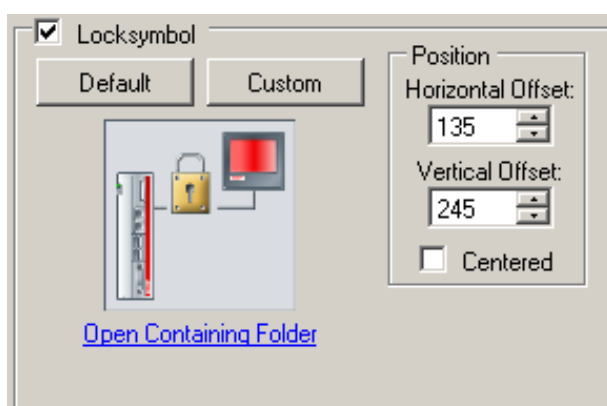 Locksymbol
Default
Custom
Open Containing Folder
Position
Horizontal Offset:
135
Vertical Offset:
245
Centered